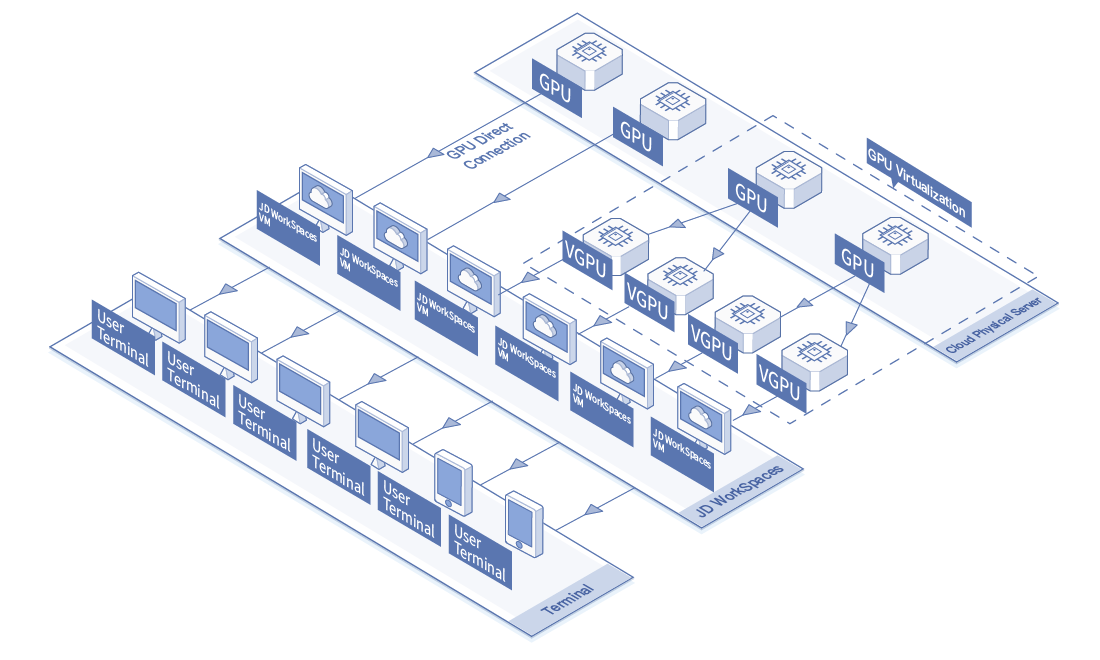 GPU
GPU
GPU Direct
Connection
GPU Virtualization
GPU
GPU
VGPU
VGPU
VGPU
VGPU
Cloud Physical Server
JD WorkSpaces
VM
JD WorkSpaces
VM
JD WorkSpaces
VM
JD WorkSpaces
VM
JD WorkSpaces
VM
JD WorkSpaces
VM
JD WorkSpaces
User
Terminal
User
Terminal
User
Terminal
User
Terminal
User
Terminal
User
Terminal
Terminal